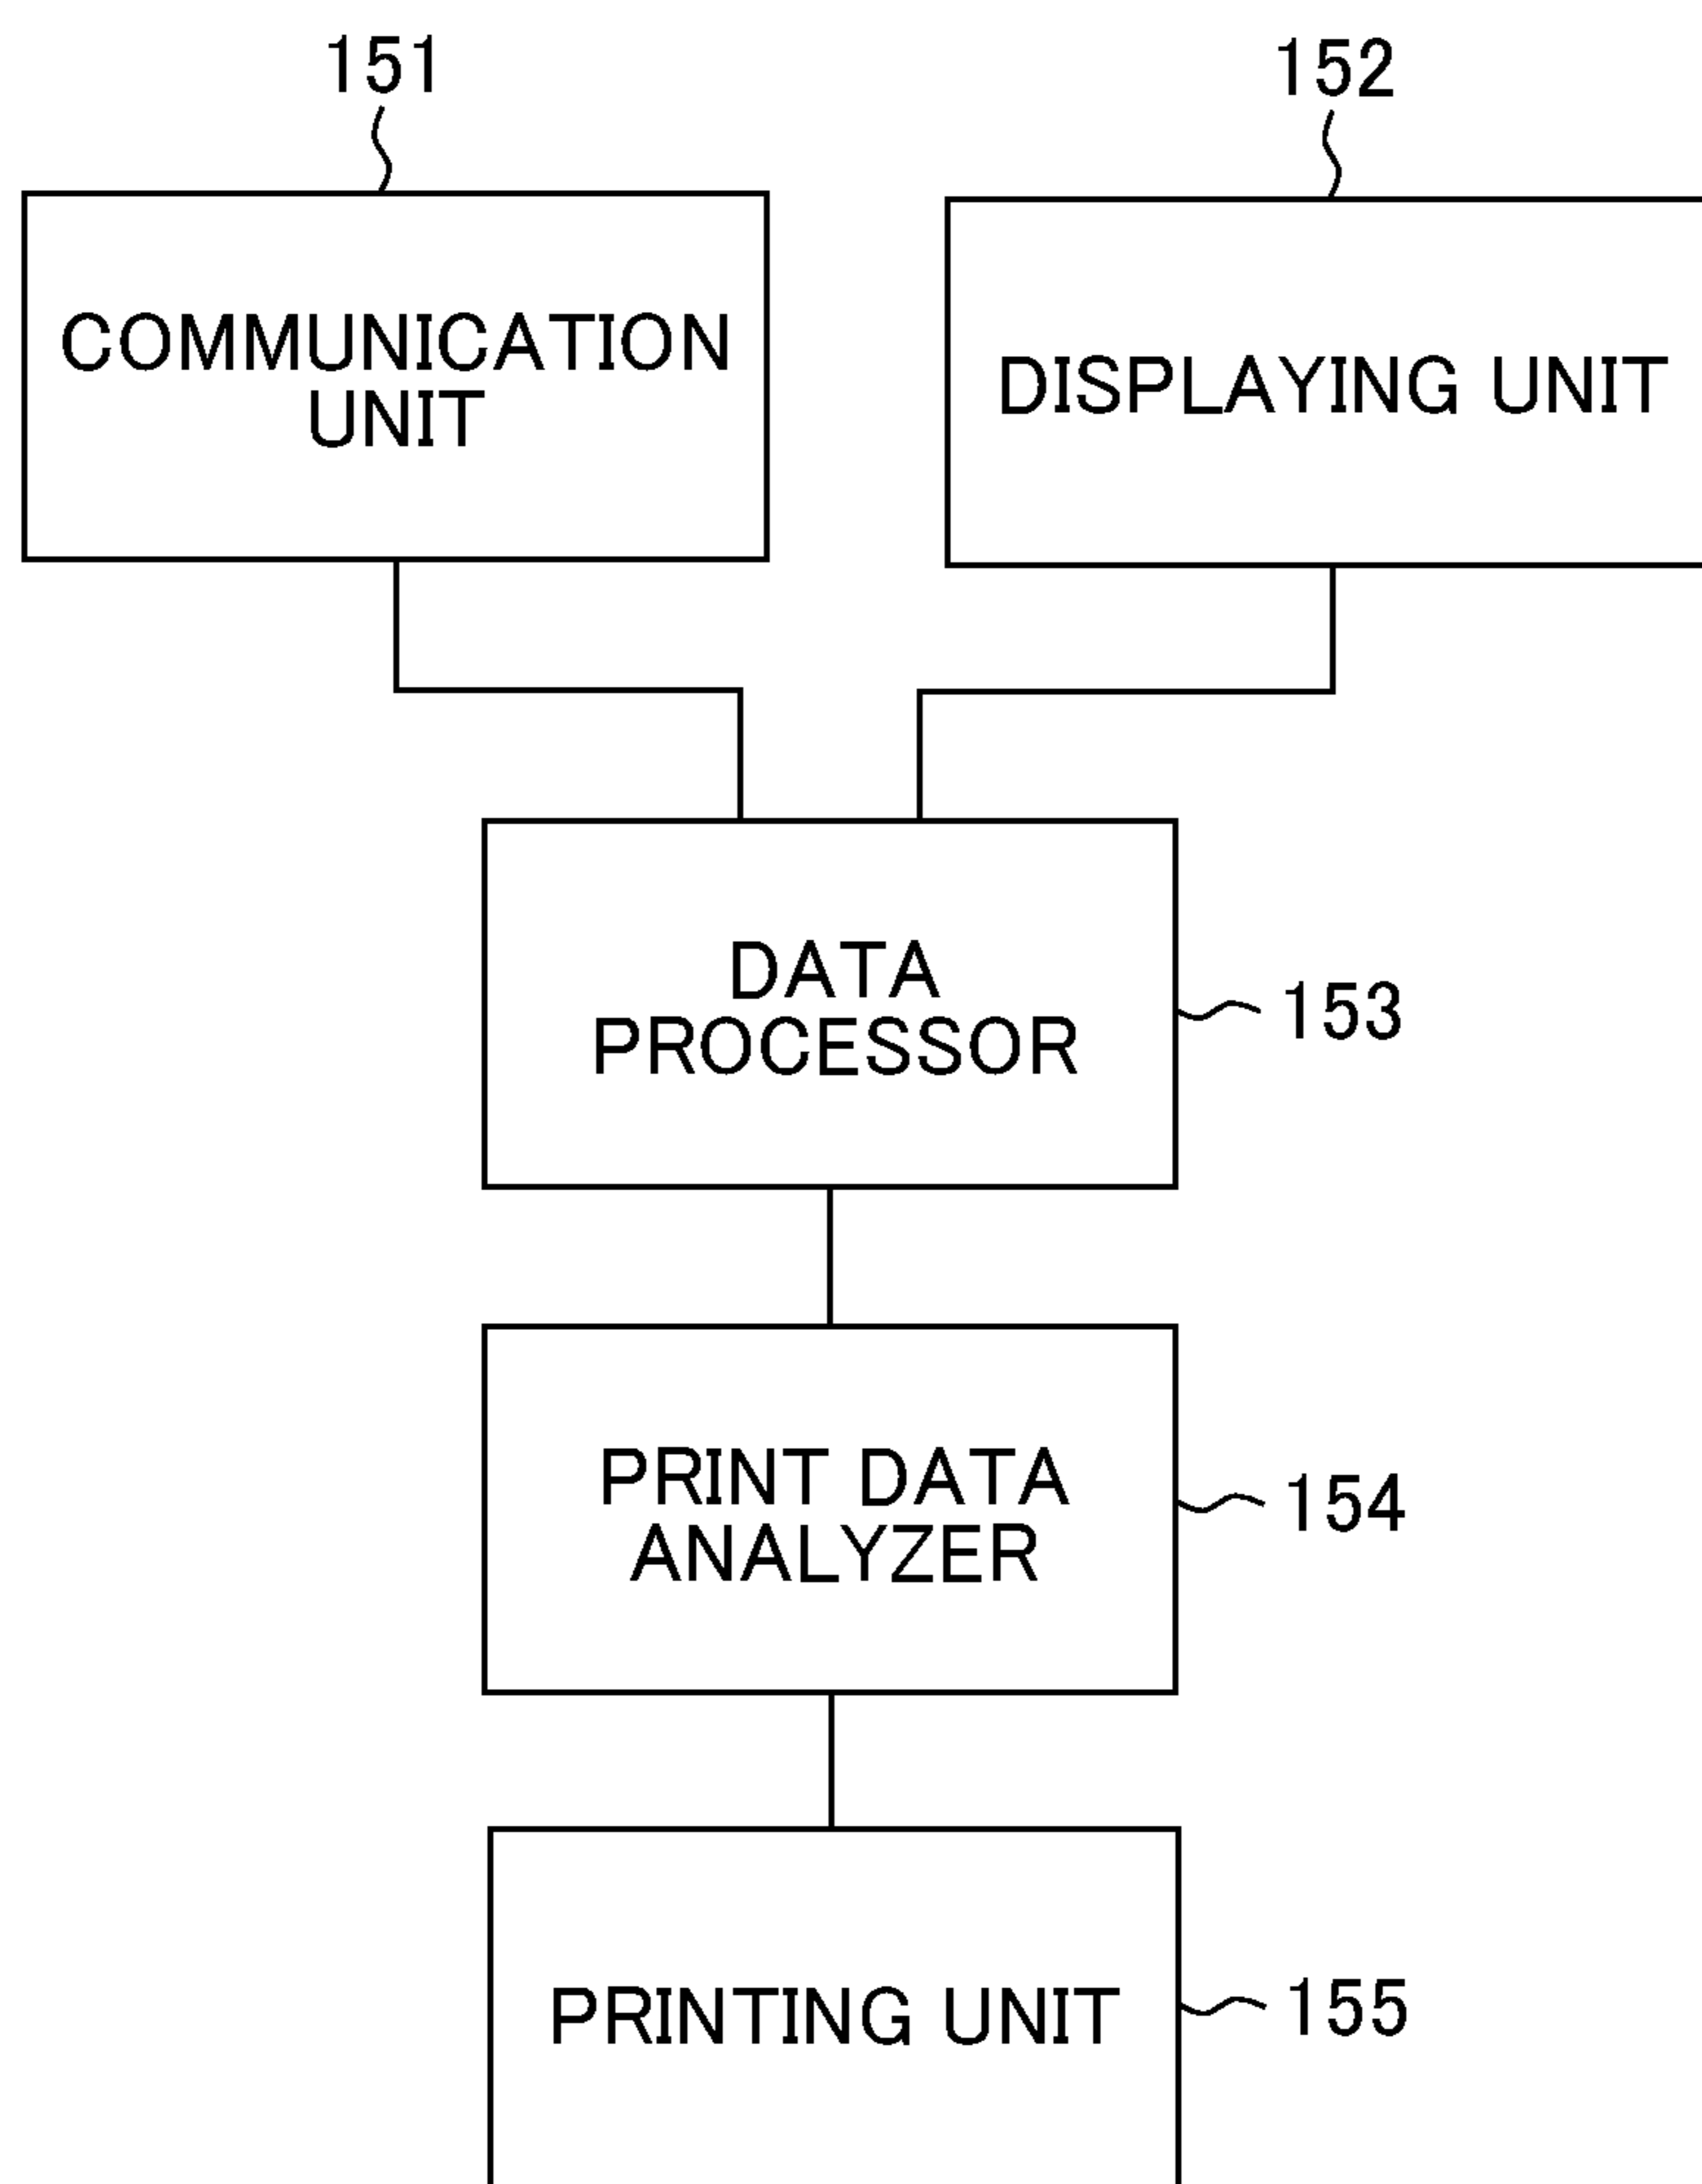 151
152
COMMUNICATION
UNIT
DISPLAYING UNIT
DATA
PROCESSOR
153
PRINT DATA
ANALYZER
154
PRINTING UNIT
155